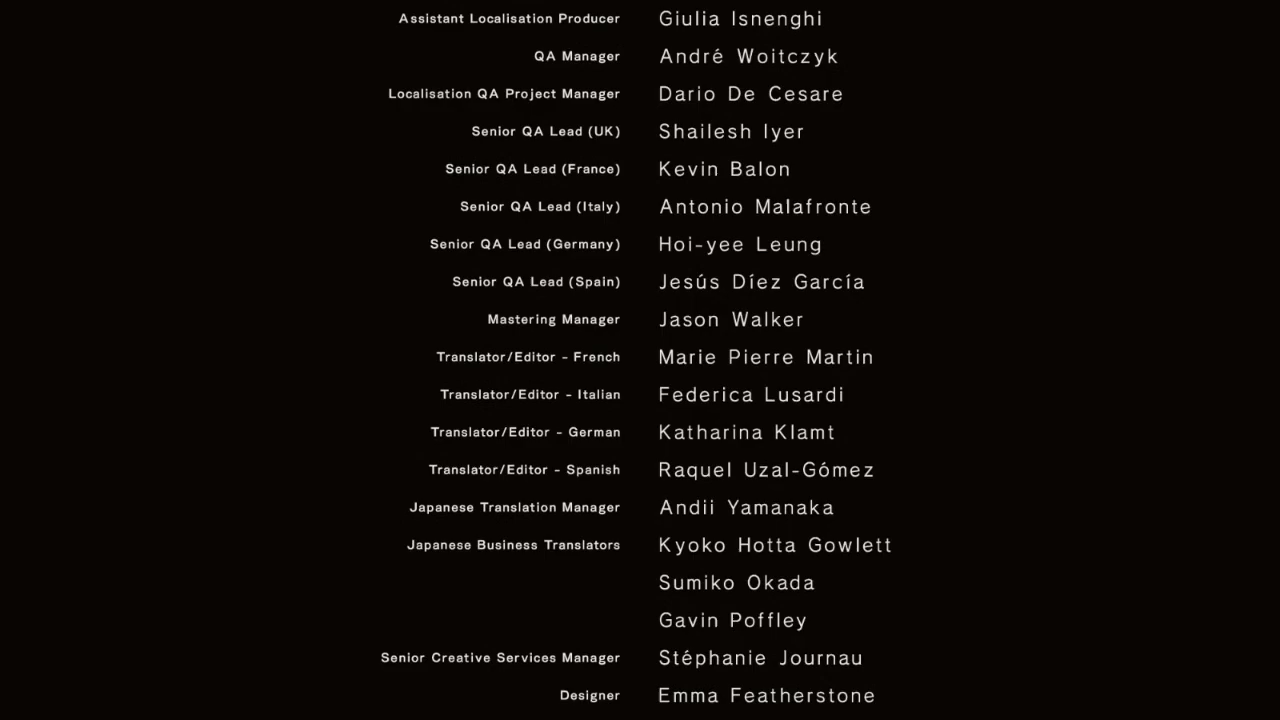 Assistant Localisation Producer Giulia Isnenghi
QA Manager André Woitczyk
Localisation QA Project Manager Dario De Cesare
Senior QA Lead (UK) Shailesh Iyer
Senior QA Lead (France) Kevin Balon
Senior QA Lead (Italy) Antonio Malafronte
Senior QA Lead (Germany) Hoi-yee Leung
Senior QA Lead (Spain) Jesús Díez García
Mastering Manager Jason Walker
Translator/Editor - French Marie Pierre Martin
Translator/Editor - Italian Federica Lusardi
Translator/Editor - German Katharina Klamt
Translator/Editor - Spanish Raquel Uzal-Gómez
Japanese Translation Manager Andii Yamanaka
Japanese Business Translators Kyoko Hotta Gowlett
Sumiko Okada
Gavin Poffley
Senior Creative Services Manager Stéphanie Journau
Designer Emma Featherstone